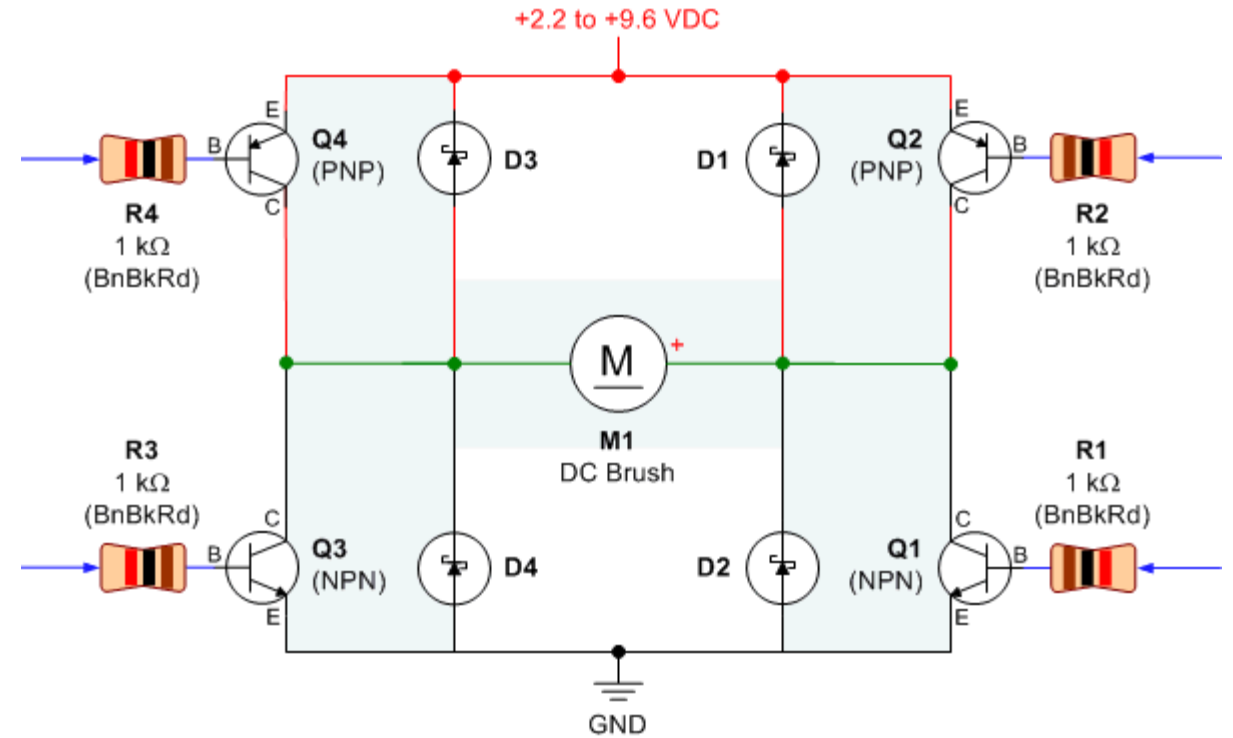 +2.2 to +9.6 VDC
E
B
C
Q4
(PNP)
D3
D1
Q2
(PNP)
E
B
C
R4
1 kΩ
(BnBkRd)
R2
1 kΩ
(BnBkRd)
M
+
M1
DC Brush
R3
1 kΩ
(BnBkRd)
R1
1 kΩ
(BnBkRd)
C
B
E
Q3
(NPN)
D4
D2
Q1
(NPN)
C
B
E
GND